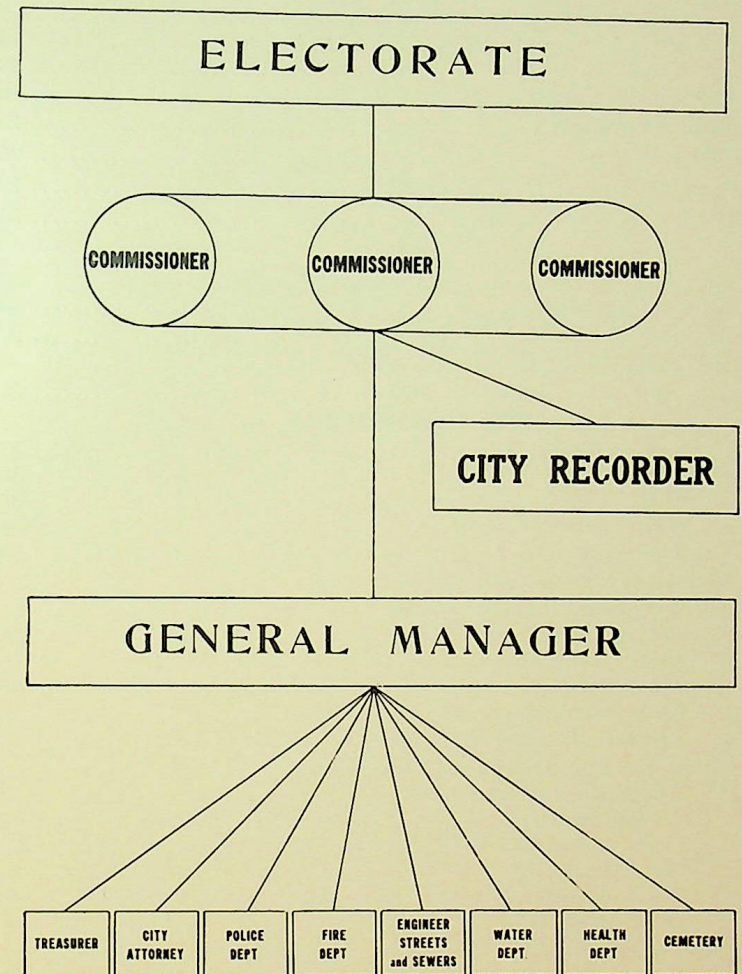 ELECTORATE
COMMISSIONER
COMMISSIONER
COMMISSIONER
CITY RECORDER
GENERAL MANAGER
TREASURER
CITY
ATTORNEY
POLICE
DEPT
FIRE
DEPT
ENGINEER
STREETS
and SEWERS
WATER
DEPT.
HEALTH
DEPT
CEMETERY